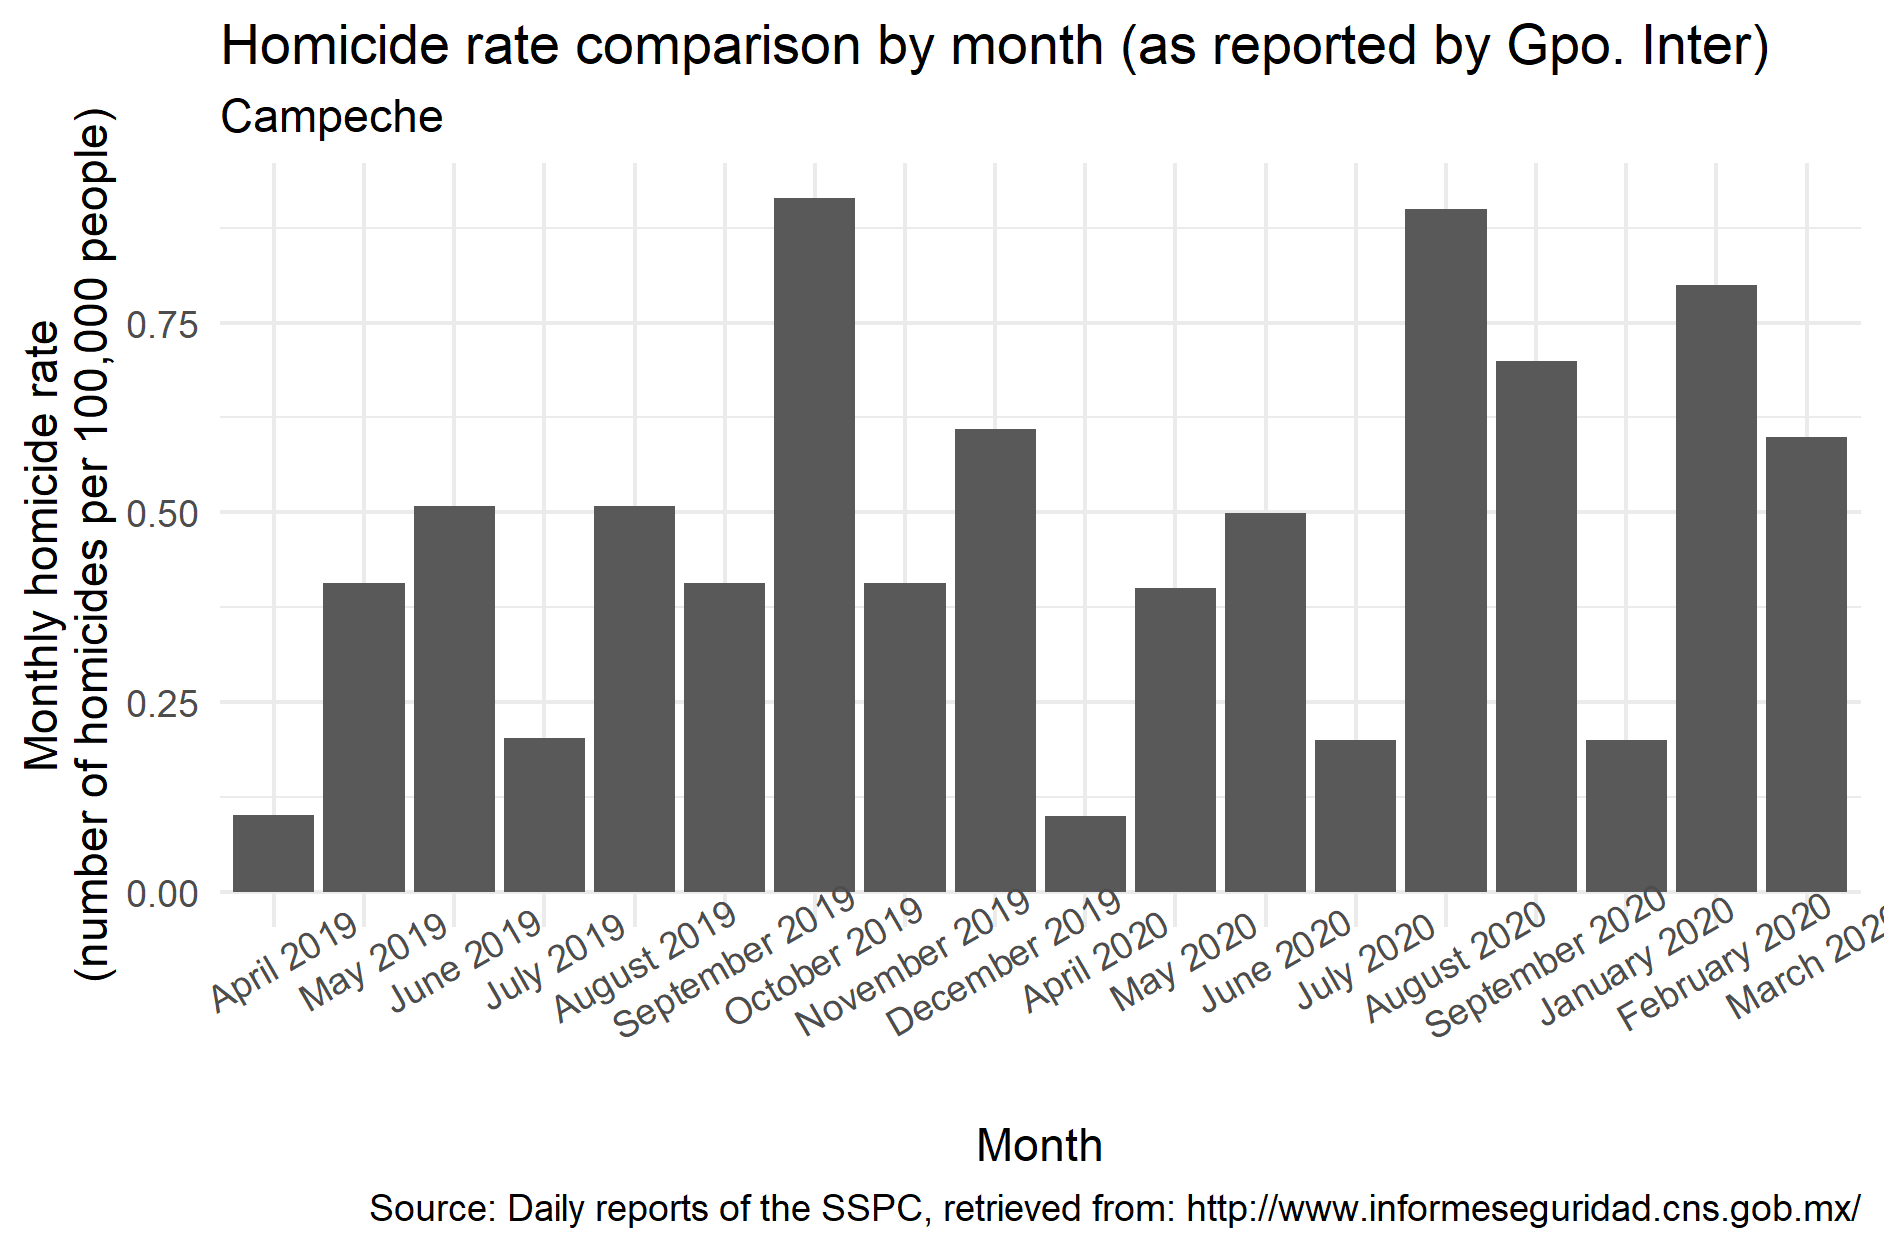 Homicide rate comparison by month (as reported by Gpo. Inter)
Campeche
Monthly homicide rate
(number of homicides per 100,000 people)
0.75
0.50
0.25
0.00
April 2019
May 2019
June 2019
July 2019
August 2019
September 2019
October 2019
November 2019
December 2019
April 2020
May 2020
June 2020
July 2020
August 2020
September 2020
January 2020
February 2020
March 2020
Month
Source: Daily reports of the SSPC, retrieved from: http://www.informeseguridad.cns.gob.mx/